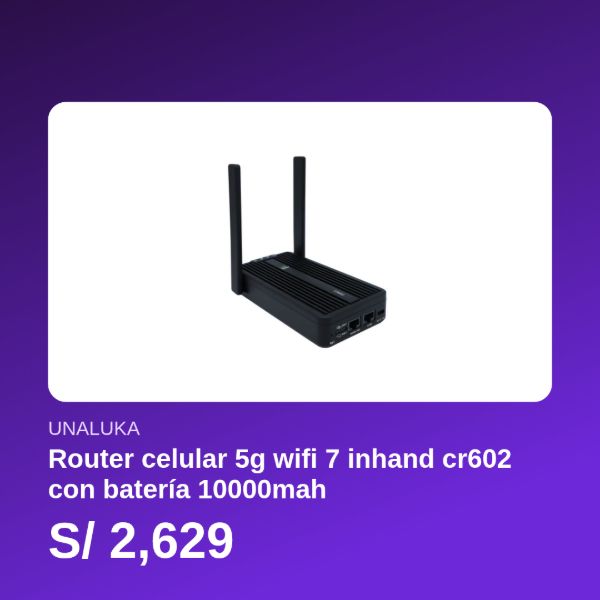 UNALUKA
Router celular 5g wifi 7 inhand cr602
con batería 10000mah
S/ 2,629